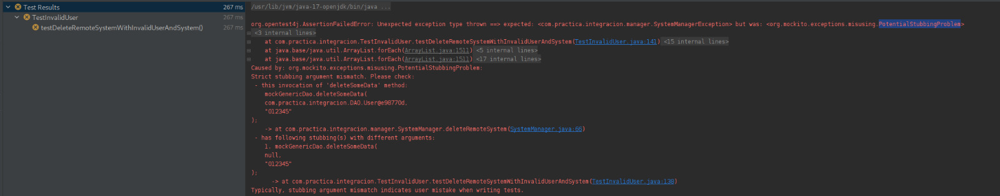 Test Results 267 ms
TestInvalidUser 267 ms
testDeleteRemoteSystemWithInvalidUserAndSystem() 267 ms
/usr/lib/jvm/java-17-openjdk/bin/java ...
org.opentest4j.AssertionFailedError: Unexpected exception type thrown ==> expected: <com.practica.integracion.manager.SystemManagerException> but was: <org.mockito.exceptions.misusing.PotentialStubbingProblem>
<3 internal lines>
at com.practica.integracion.TestInvalidUser.testDeleteRemoteSystemWithInvalidUserAndSystem(TestInvalidUser.java:141) <15 internal lines>
at java.base/java.util.ArrayList.forEach(ArrayList.java:1511) <5 internal lines>
at java.base/java.util.ArrayList.forEach(ArrayList.java:1511) <17 internal lines>
Caused by: org.mockito.exceptions.misusing.PotentialStubbingProblem:
Strict stubbing argument mismatch. Please check:
- this invocation of 'deleteSomeData' method:
mockGenericDao.deleteSomeData(
com.practica.integracion.DAO.User@e98770d,
"012345"
);
-> at com.practica.integracion.manager.SystemManager.deleteRemoteSystem(SystemManager.java:66)
- has following stubbing(s) with different arguments:
1. mockGenericDao.deleteSomeData(
null,
"012345"
);
-> at com.practica.integracion.TestInvalidUser.testDeleteRemoteSystemWithInvalidUserAndSystem(TestInvalidUser.java:138)
Typically, stubbing argument mismatch indicates user mistake when writing tests.